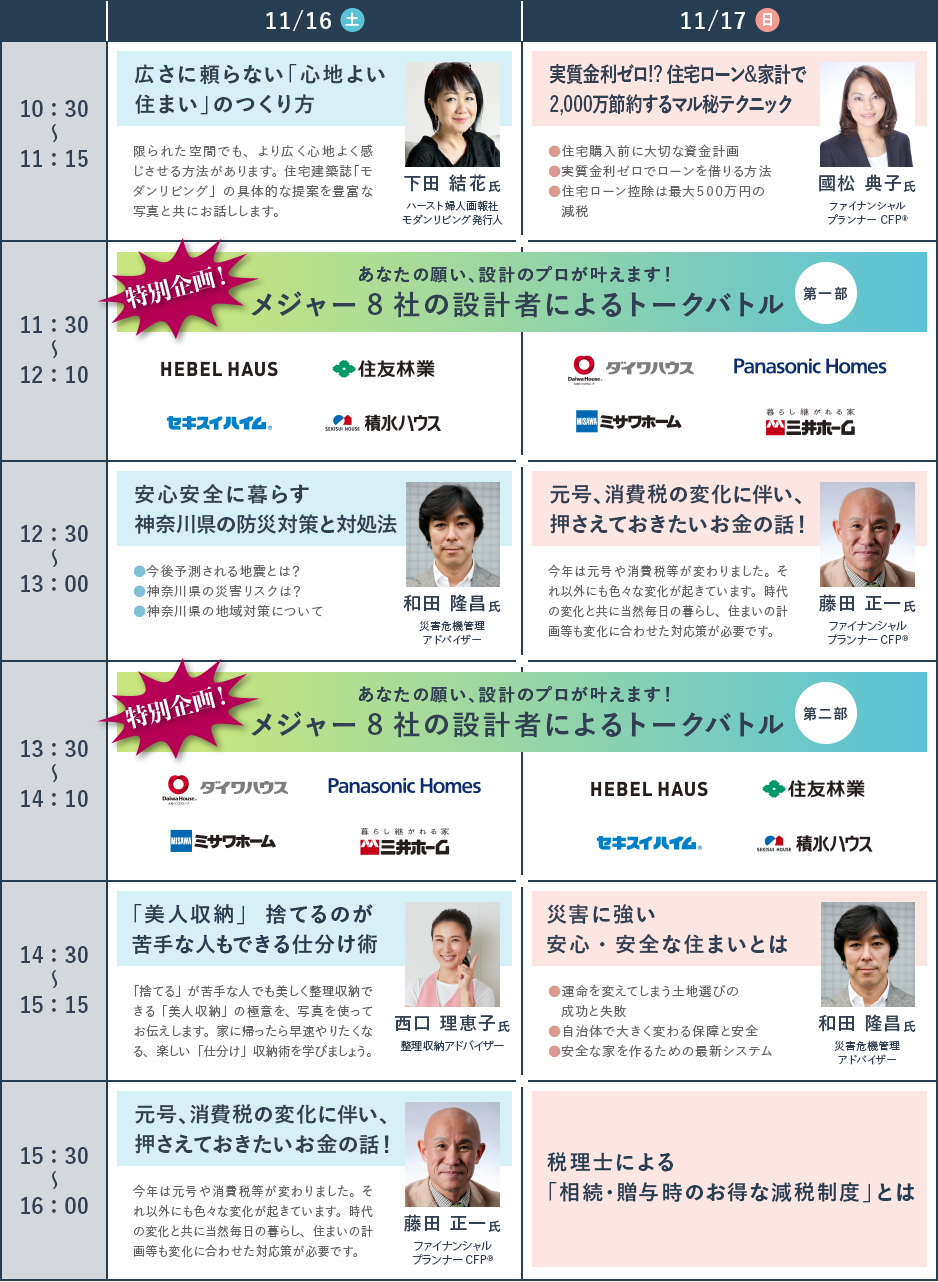 11/16 土
11/17 日
10:30
〜
11:15
広さに頼らない「心地よい
住まい」のつくり方
限られた空間でも、より広く心地よく感
じさせる方法があります。住宅建築誌「モ
ダンリビング」の具体的な提案を豊富な
写真と共にお話しします。
下田 結花氏
ハースト婦人画報社
モダンリビング発行人
実質金利ゼロ!? 住宅ローン&家計で
2,000万節約するマル秘テクニック
●住宅購入前に大切な資金計画
●実質金利ゼロでローンを借りる方法
●住宅ローン控除は最大500万円の
減税
國松 典子氏
ファイナンシャル
プランナー CFP®
11:30
〜
12:10
特別企画!
あなたの願い、設計のプロが叶えます!
メジャー8社の設計者によるトークバトル
第一部
HEBEL HAUS
住友林業
セキスイハイム®
SEKISUI HOUSE 積水ハウス
DaiwaHouse® ダイワハウス
Panasonic Homes
MISAWA ミサワホーム
暮らし継がれる家
三井ホーム
12:30
〜
13:00
安心安全に暮らす
神奈川県の防災対策と対処法
●今後予測される地震とは?
●神奈川県の災害リスクは?
●神奈川県の地域対策について
和田 隆昌氏
災害危機管理
アドバイザー
元号、消費税の変化に伴い、
押さえておきたいお金の話!
今年は元号や消費税等が変わりました。そ
れ以外にも色々な変化が起きています。時代
の変化と共に当然毎日の暮らし、住まいの計
画等も変化に合わせた対応策が必要です。
藤田 正一氏
ファイナンシャル
プランナー CFP®
13:30
〜
14:10
特別企画!
あなたの願い、設計のプロが叶えます!
メジャー8社の設計者によるトークバトル
第二部
DaiwaHouse® ダイワハウス
Panasonic Homes
MISAWA ミサワホーム
暮らし継がれる家
三井ホーム
HEBEL HAUS
住友林業
セキスイハイム®
SEKISUI HOUSE 積水ハウス
14:30
〜
15:15
「美人収納」 捨てるのが
苦手な人もできる仕分け術
「捨てる」が苦手な人でも美しく整理収納で
きる「美人収納」の極意を、写真を使って
お伝えします。家に帰ったら早速やりたくな
る、楽しい「仕分け」収納術を学びましょう。
西口 理恵子氏
整理収納アドバイザー
災害に強い
安心・安全な住まいとは
●運命を変えてしまう土地選びの
成功と失敗
●自治体で大きく変わる保障と安全
●安全な家を作るための最新システム
和田 隆昌氏
災害危機管理
アドバイザー
15:30
〜
16:00
元号、消費税の変化に伴い、
押さえておきたいお金の話!
今年は元号や消費税等が変わりました。そ
れ以外にも色々な変化が起きています。時代
の変化と共に当然毎日の暮らし、住まいの計
画等も変化に合わせた対応策が必要です。
藤田 正一氏
ファイナンシャル
プランナー CFP®
税理士による
「相続・贈与時のお得な減税制度」とは